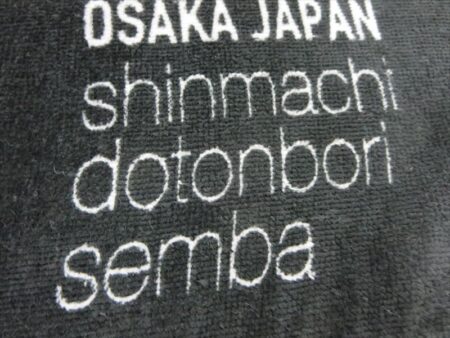 OSAKA JAPAN
shinmachi
dotonbori
semba